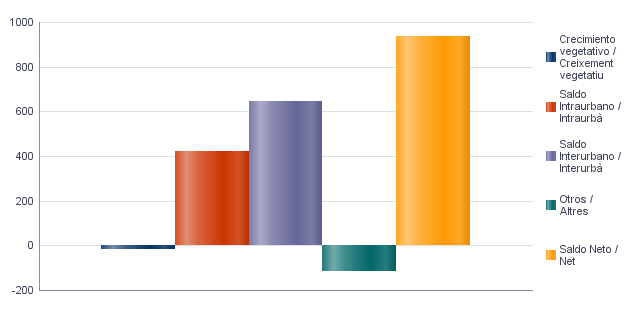 1000
800
600
400
200
0
-200
Crecimiento
vegetativo /
Creixement
vegetatiu
Saldo
Intraurbano /
Intraurbà
Saldo
Interurbano /
Interurbà
Otros /
Altres
Saldo Neto /
Net